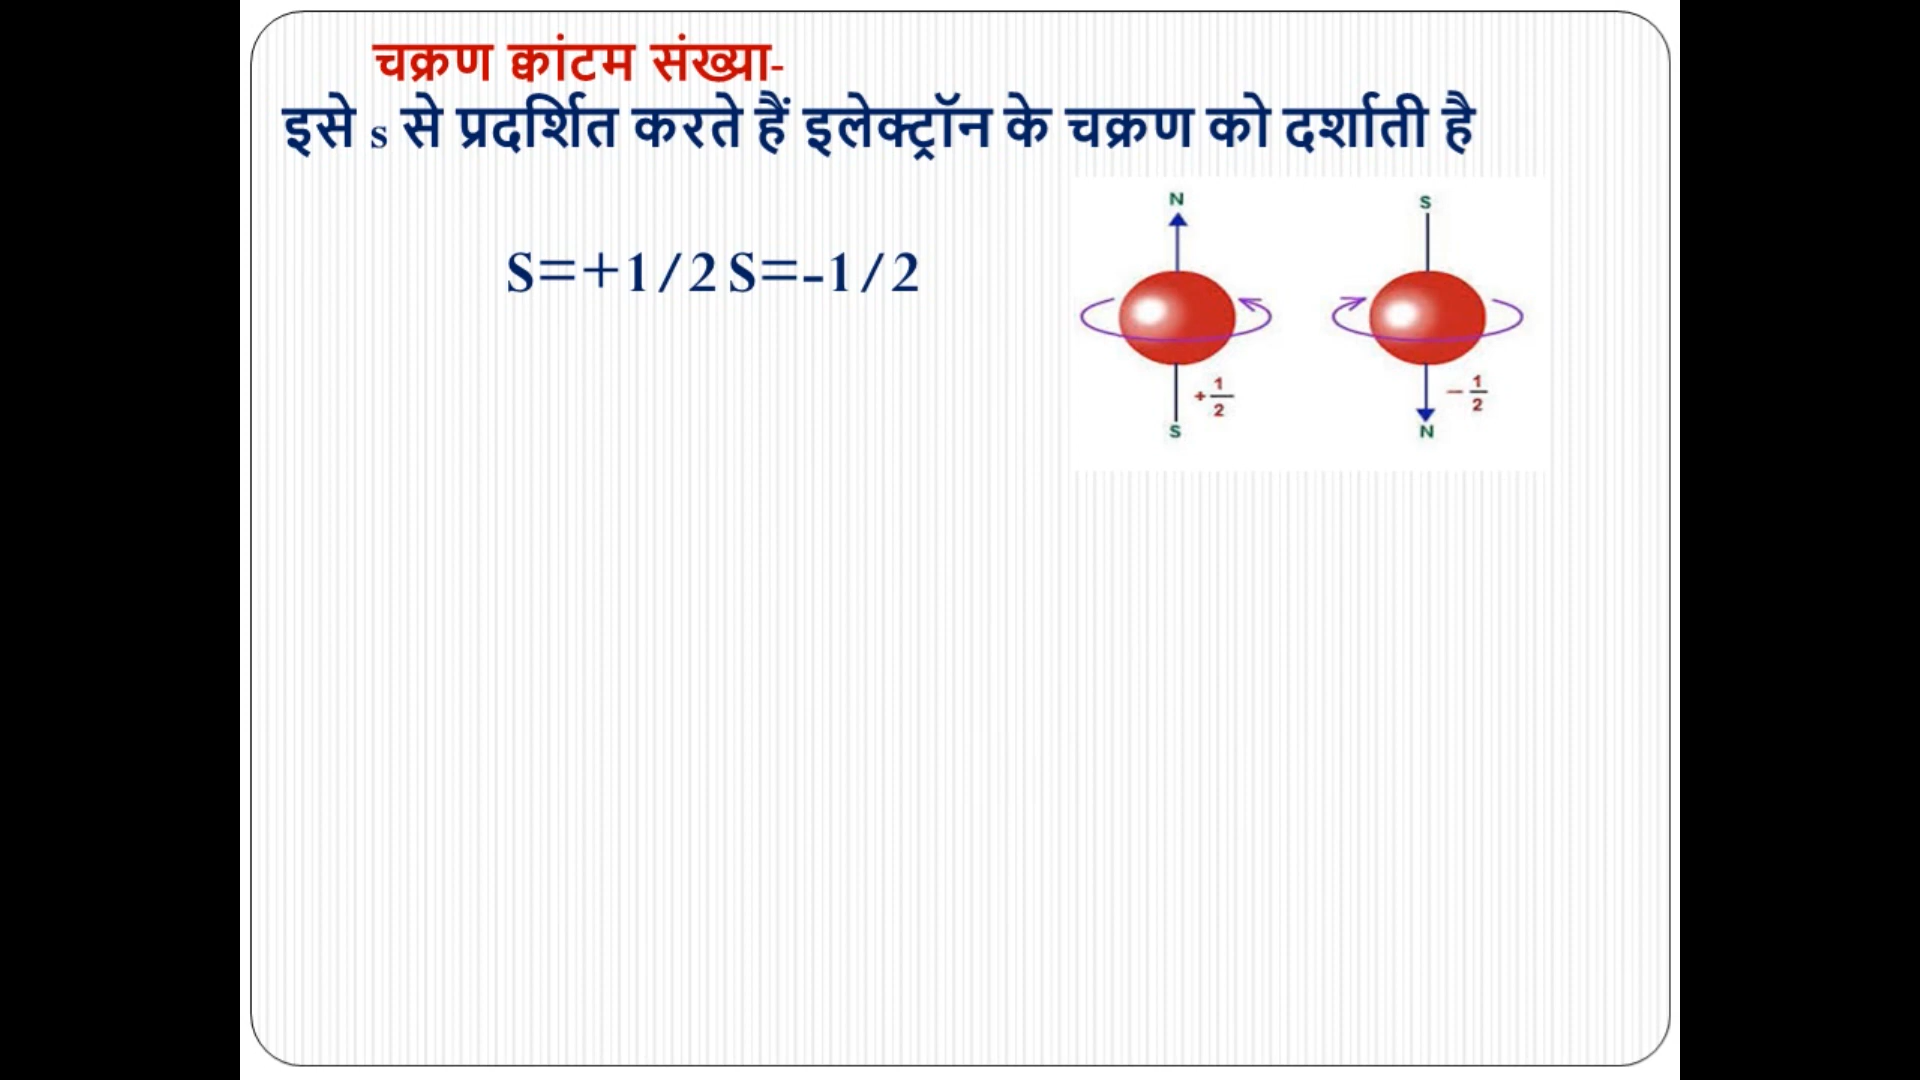 चक्रण क्वांटम संख्या-
इसे s से प्रदर्शित करते हैं इलेक्ट्रॉन के चक्रण को दर्शाती है
S=+1/2 S=-1/2
N
S
+1/2
S
N
-1/2